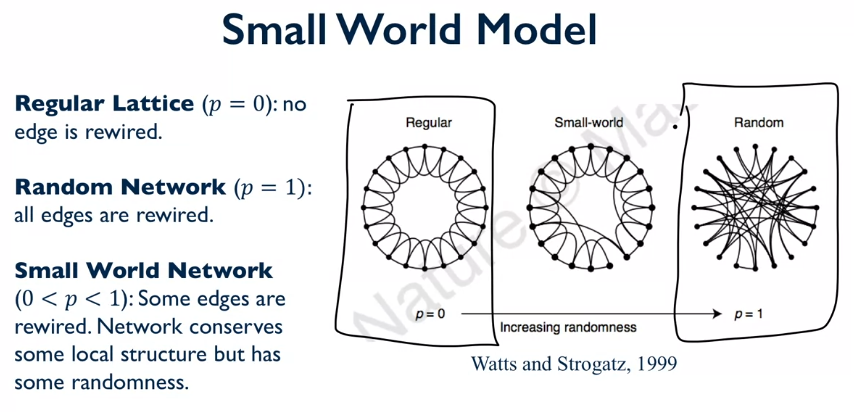 Small World Model
Regular Lattice (p = 0): no
edge is rewired.
Random Network (p = 1):
all edges are rewired.
Small World Network
(0 < p < 1): Some edges are
rewired. Network conserves
some local structure but has
some randomness.
Regular
Small-world
Random
p = 0
Increasing randomness
p = 1
Watts and Strogatz, 1999
Nature © Ma